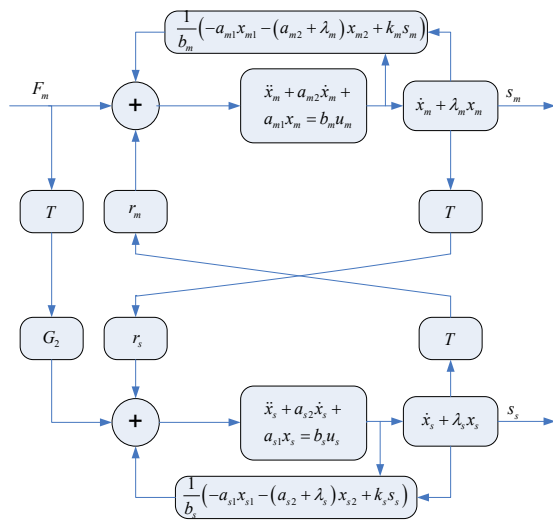 1/b_m (−a_{m1}x_{m1} − (a_{m2} + λ_m)x_{m2} + k_m s_m)
F_m
+
ẍ_m + a_{m2}ẋ_m +
a_{m1}x_m = b_m u_m
ẋ_m + λ_m x_m
s_m
T
r_m
T
G_2
r_s
T
+
ẍ_s + a_{s2}ẋ_s +
a_{s1}x_s = b_s u_s
ẋ_s + λ_s x_s
s_s
1/b_s (−a_{s1}x_{s1} − (a_{s2} + λ_s)x_{s2} + k_s s_s)